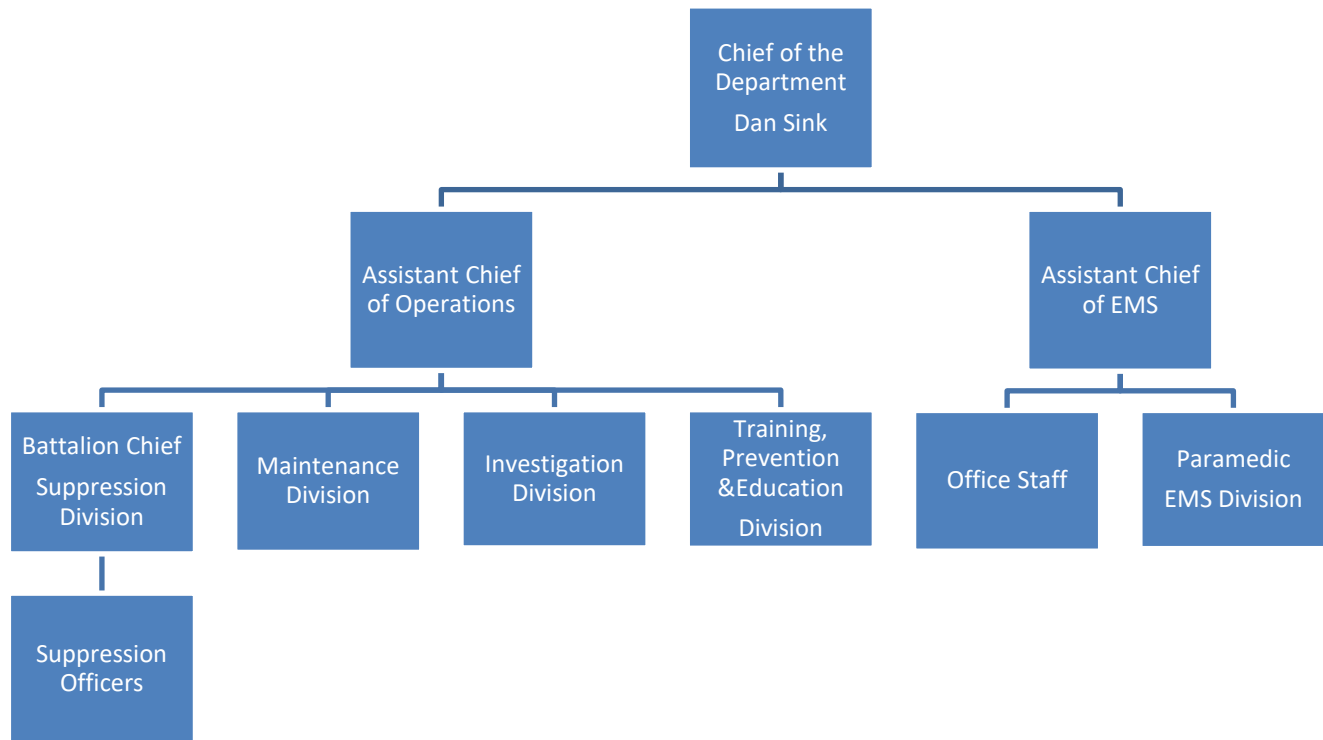 Chief of the
Department
Dan Sink
Assistant Chief
of Operations
Assistant Chief
of EMS
Battalion Chief
Suppression
Division
Maintenance
Division
Investigation
Division
Training,
Prevention
&Education
Division
Office Staff
Paramedic
EMS Division
Suppression
Officers